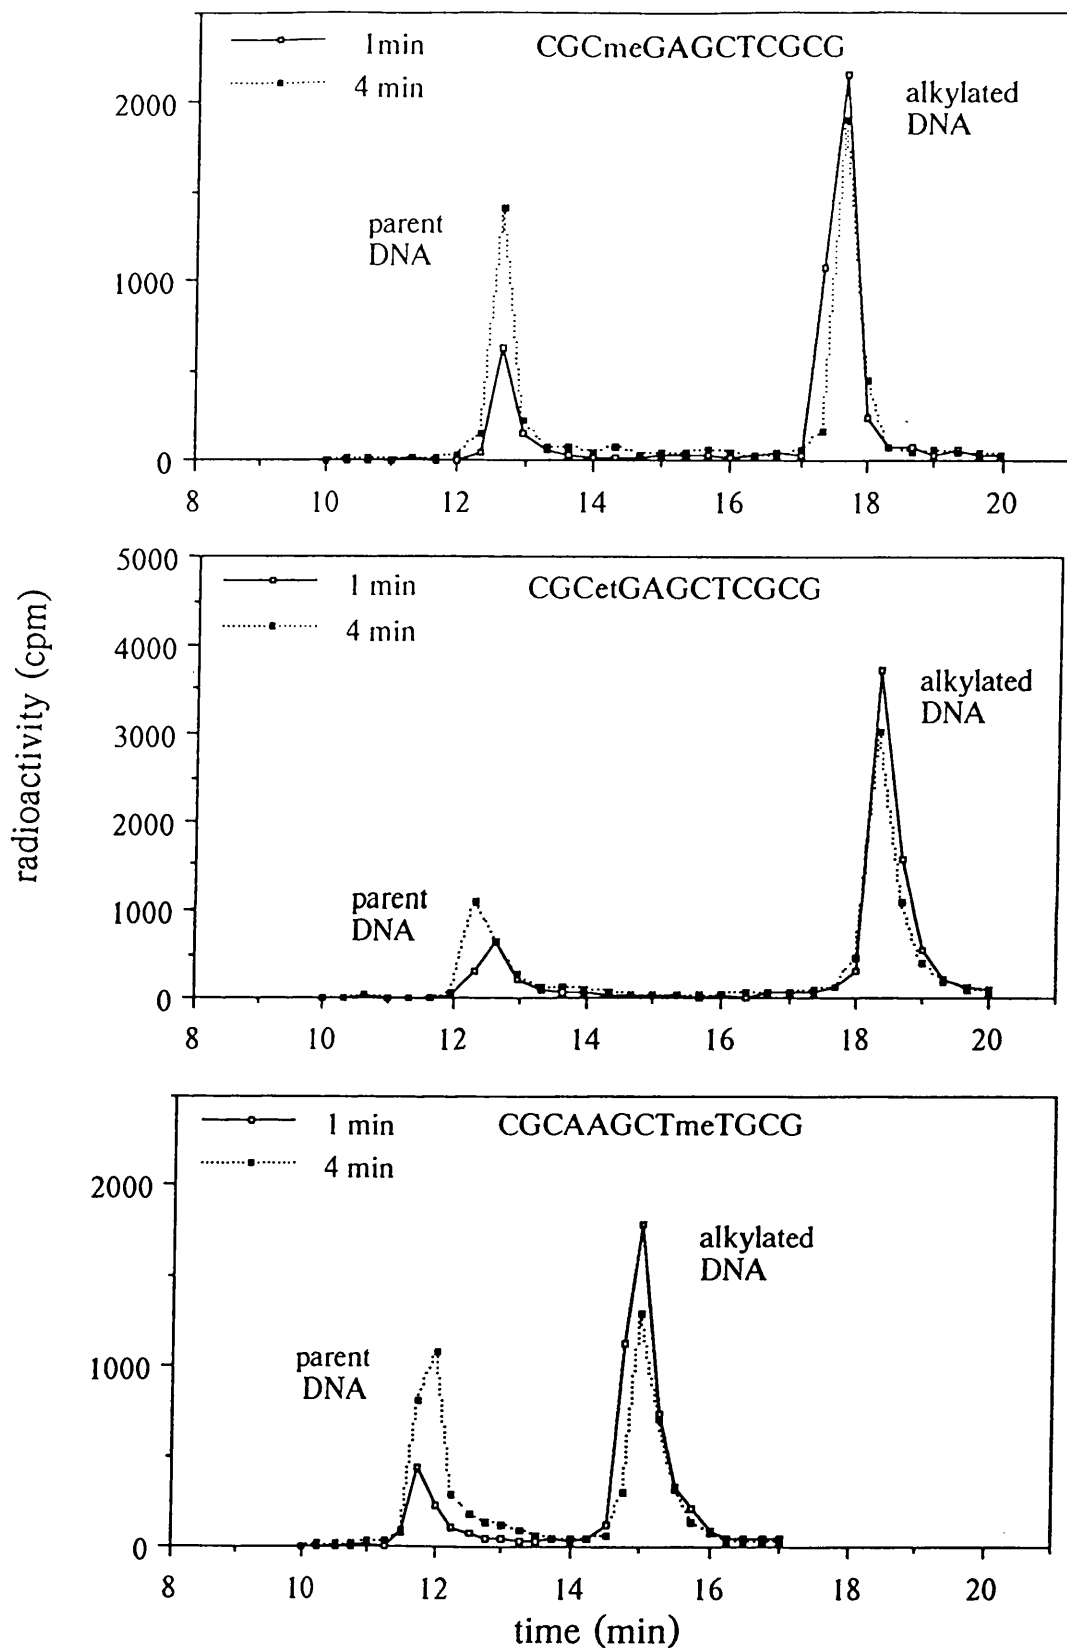 1min
CGCmeGAGCTCGCG
4 min
alkylated
DNA
parent
DNA
2000
1000
0
8 10 12 14 16 18 20
1 min
CGCetGAGCTCGCG
4 min
alkylated
DNA
parent
DNA
5000
4000
3000
2000
1000
0
8 10 12 14 16 18 20
1 min
CGCAAGCTmeTGCG
4 min
alkylated
DNA
parent
DNA
2000
1000
0
8 10 12 14 16 18 20
radioactivity (cpm)
time (min)